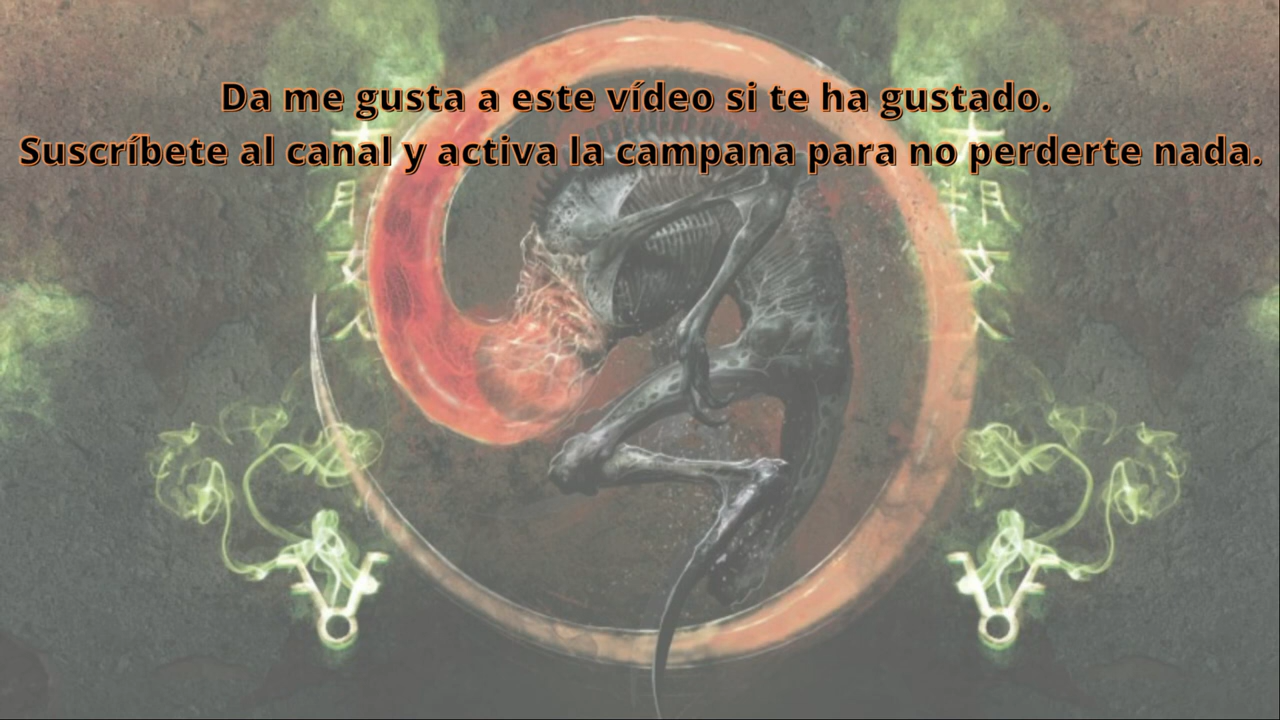 Da me gusta a este vídeo si te ha gustado.
Suscríbete al canal y activa la campana para no perderte nada.